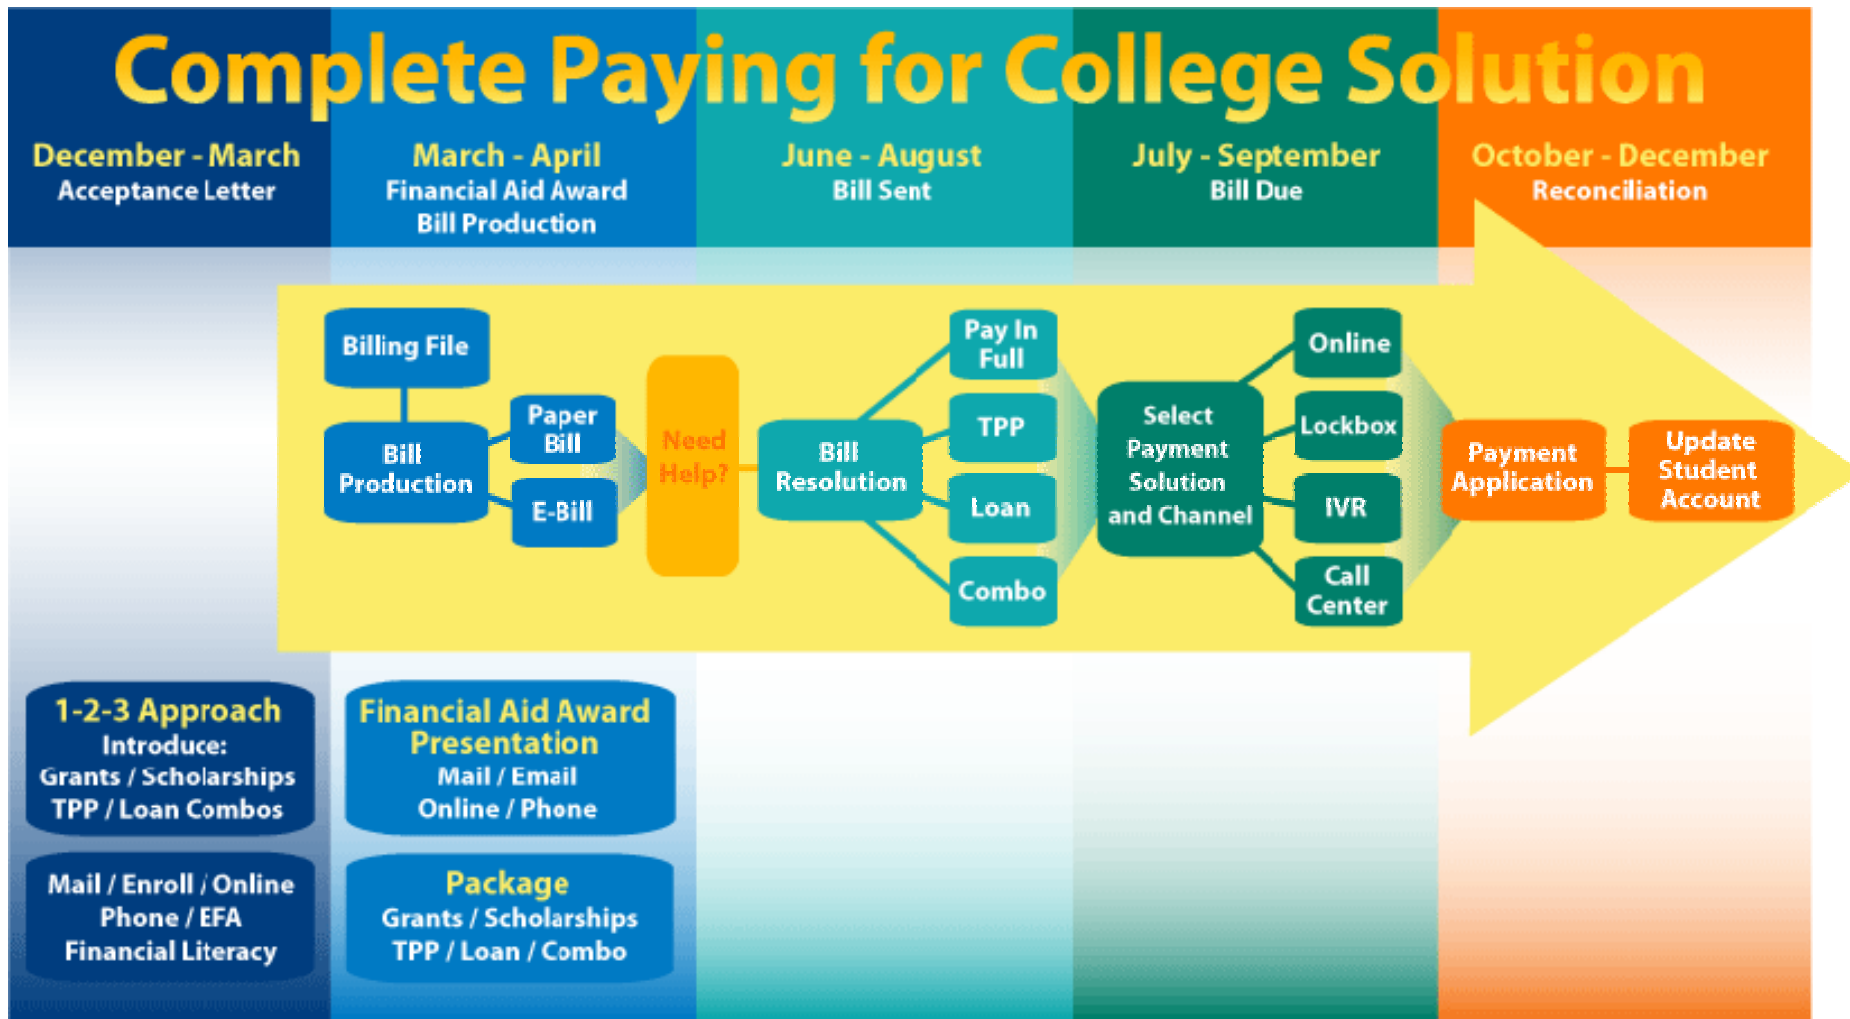 Complete Paying for College Solution
December - March
Acceptance Letter
March - April
Financial Aid Award
Bill Production
June - August
Bill Sent
July - September
Bill Due
October - December
Reconciliation
Billing File
Bill
Production
Paper
Bill
E-Bill
Need
Help?
Bill
Resolution
Pay In
Full
TPP
Loan
Combo
Select
Payment
Solution
and Channel
Online
Lockbox
IVR
Call
Center
Payment
Application
Update
Student
Account
1-2-3 Approach
Introduce:
Grants / Scholarships
TPP / Loan Combos
Mail / Enroll / Online
Phone / EFA
Financial Literacy
Financial Aid Award
Presentation
Mail / Email
Online / Phone
Package
Grants / Scholarships
TPP / Loan / Combo